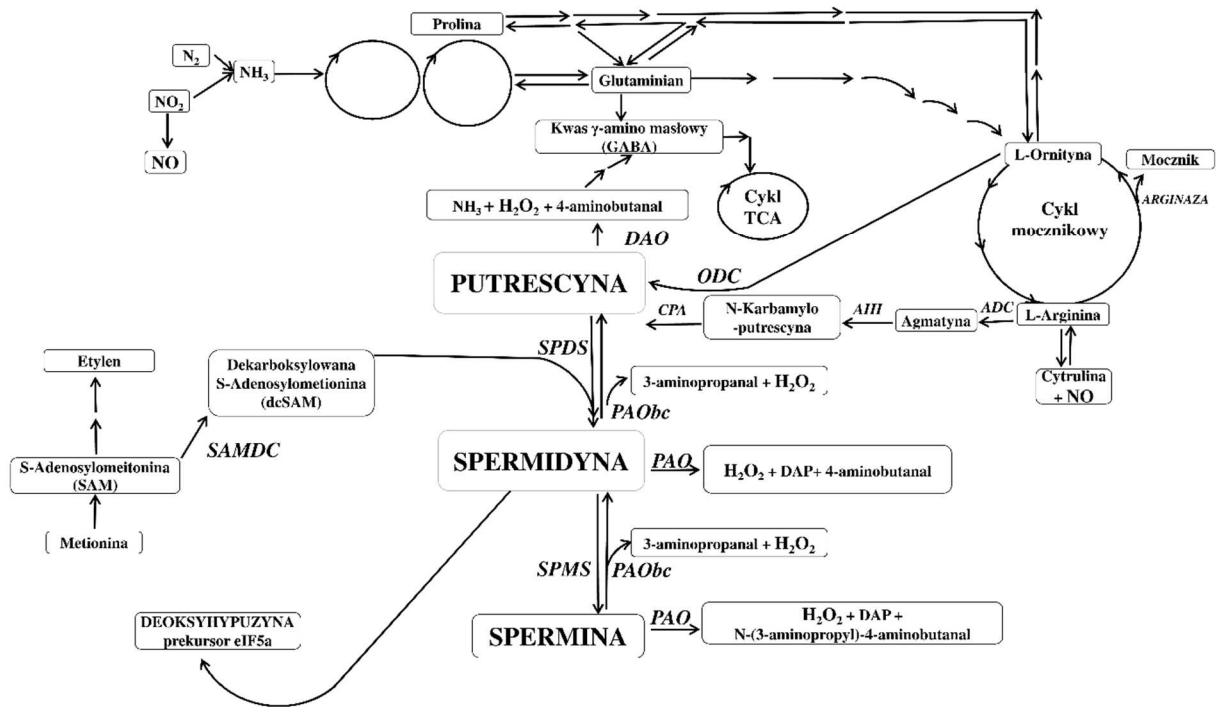 Prolina
N2
NH3
Glutaminian
NO2
NO
Kwas γ-amino masłowy
(GABA)
L-Ornityna
Mocznik
ARGINAZA
NH3 + H2O2 + 4-aminobutanal
Cykl
TCA
Cykl
mocznikowy
DAO
PUTRESCYNA
ODC
CPA
N-Karbamylo
-putrescyna
AIH
Agmatyna
ADC
L-Arginina
Etylen
Dekarboksylowana
S-Adenosylometionina
(dcSAM)
SPDS
3-aminopropanal + H2O2
PAObc
Cytrulina
+ NO
SAMDC
S-Adenosylomeitonina
(SAM)
SPERMIDYNA
PAO
H2O2 + DAP+ 4-aminobutanal
Metionina
SPMS
3-aminopropanal + H2O2
PAObc
DEOKSYHYPUZYNA
prekursor eIF5a
SPERMINA
PAO
H2O2 + DAP +
N-(3-aminopropyl)-4-aminobutanal